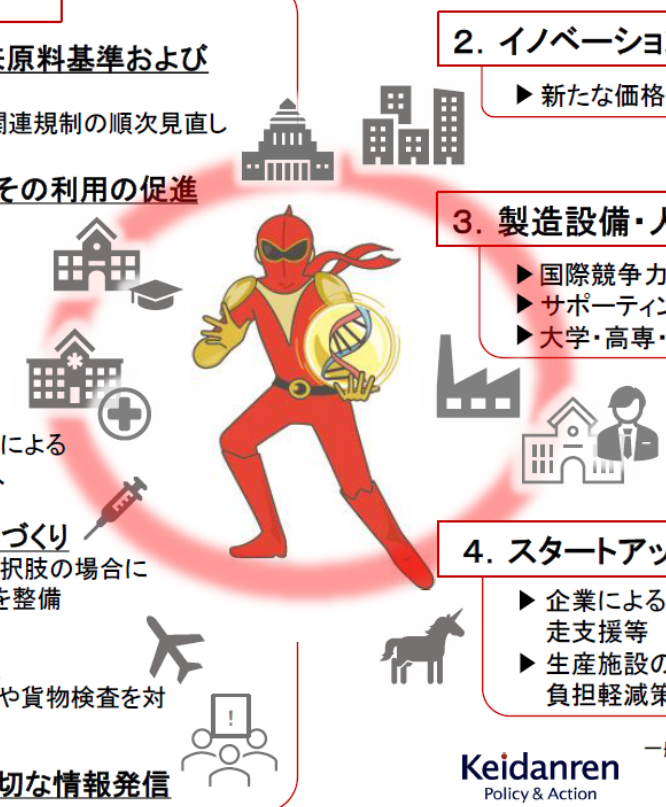 原料基準および
関連規制の順次見直し
その利用の促進
による
づくり
択肢の場合に
を整備
や貨物検査を対
!
切な情報発信
2. イノベーショ
▶新たな価格
3. 製造設備・人
▶国際競争力
▶サポーティン
▶大学・高専・
4. スタートアッ
▶企業による
走支援等
▶生産施設の
負担軽減策
Keidanren
Policy & Action